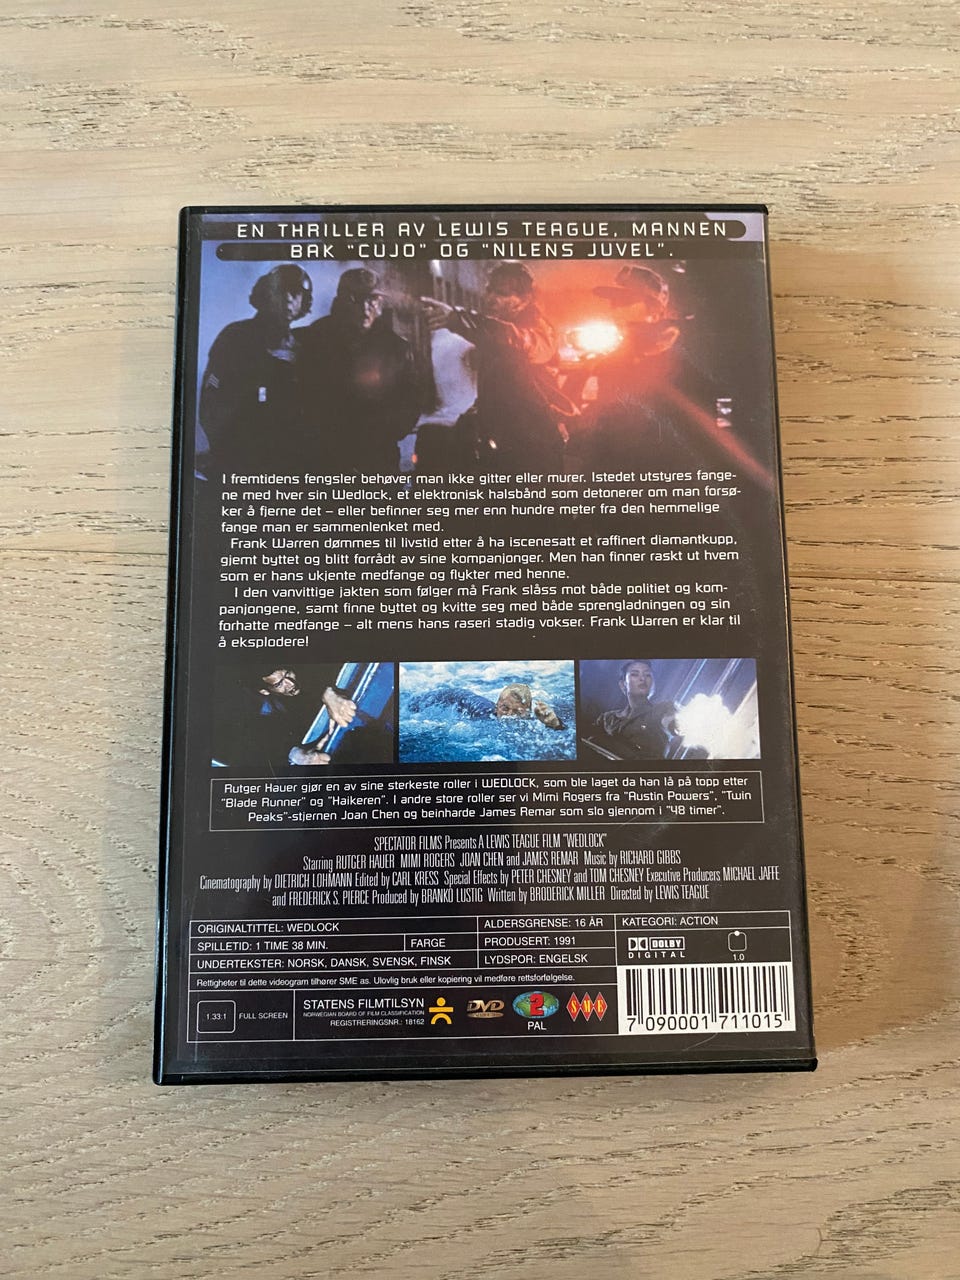 EN THRILLER AV LEWIS TEAGUE, MANNEN
BAK "CUJO" OG "NILENS JUVEL".
I fremtidens fengsler behøver man ikke gitter eller murer. Istedet utstyres fange-
ne med hver sin Wedlock, et elektronisk halsbånd som detonerer om man forsø-
ker å fjerne det – eller befinner seg mer enn hundre meter fra den hemmelige
fange man er sammenlenket med.
Frank Warren dømmes til livstid etter å ha iscenesatt et raffinert diamantkupp,
gjemt byttet og blitt forrådt av sine kompanjonger. Men han finner raskt ut hvem
som er hans ukjente medfange og flykter med henne.
I den vanvittige jakten som følger må Frank slåss mot både politiet og kom-
panjongene, samt finne byttet og kvitte seg med både sprengladningen og sin
forhatte medfange – alt mens hans raseri stadig vokser. Frank Warren er klar til
å eksplodere!
Rutger Hauer gjør en av sine sterkeste roller i WEDLOCK, som ble laget da han lå på topp etter
"Blade Runner" og "Haikeren". I andre store roller ser vi Mimi Rogers fra "Austin Powers", "Twin
Peaks"-stjernen Joan Chen og beinharde James Remar som slo gjennom i "48 timer".
SPECTATOR FILMS Presents A LEWIS TEAGUE FILM "WEDLOCK"
Starring RUTGER HAUER MIMI ROGERS JOAN CHEN and JAMES REMAR Music by RICHARD GIBBS
Cinematography by DIETRICH LOHMANN Edited by CARL KRESS Special Effects by PETER CHESNEY and TOM CHESNEY Executive Producers MICHAEL JAFFE
and FREDERICK S. PIERCE Produced by BRANKO LUSTIG Written by BRODERICK MILLER Directed by LEWIS TEAGUE
ORIGINALTITTEL: WEDLOCK
ALDERSGRENSE: 16 ÅR
KATEGORI: ACTION
SPILLETID: 1 TIME 38 MIN.
FARGE
PRODUSERT: 1991
UNDERTEKSTER: NORSK, DANSK, SVENSK, FINSK
LYDSPOR: ENGELSK
DOLBY
DIGITAL
1.0
Rettigheter til dette videogram tilhører SME as. Ulovlig bruk eller kopiering vil medføre rettsforfølgelse.
1.33:1
FULL SCREEN
STATENS FILMTILSYN
NORWEGIAN BOARD OF FILM CLASSIFICATION
REGISTRERINGSNR.: 18162
DVD
2
PAL
SME
7 090001 711015